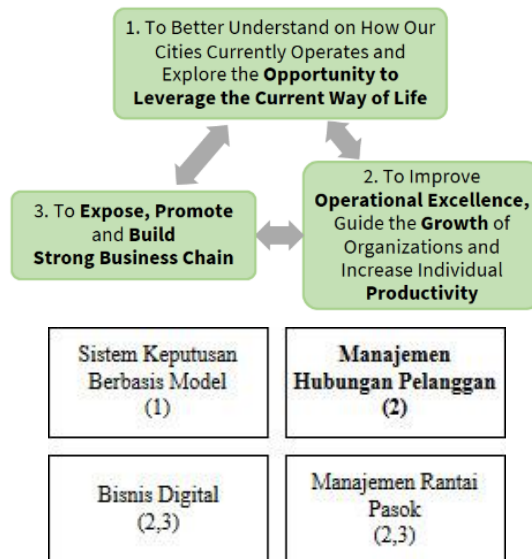 1. To Better Understand on How Our
Cities Currently Operates and
Explore the Opportunity to
Leverage the Current Way of Life
2. To Improve
Operational Excellence,
Guide the Growth of
Organizations and
Increase Individual
Productivity
3. To Expose, Promote
and Build
Strong Business Chain
Sistem Keputusan
Berbasis Model
(1)
Manajemen
Hubungan Pelanggan
(2)
Bisnis Digital
(2,3)
Manajemen Rantai
Pasok
(2,3)